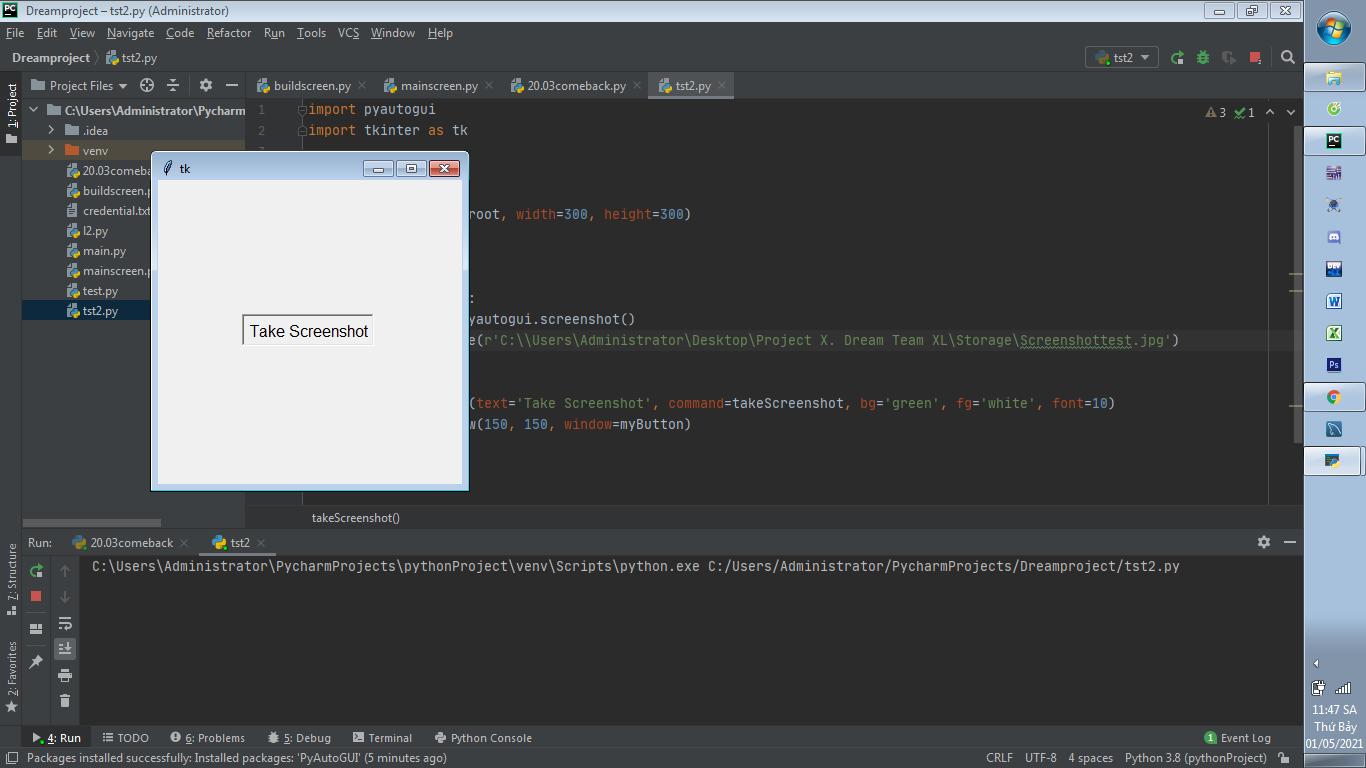 Dreamproject – tst2.py (Administrator)
File Edit View Navigate Code Refactor Run Tools VCS Window Help
Dreamproject tst2.py
tst2
1: Project
Project Files
buildscreen.py
mainscreen.py
20.03comeback.py
tst2.py
C:\Users\Administrator\Pycharm
.idea
venv
20.03comeba
buildscreen.p
credential.txt
l2.py
main.py
mainscreen.p
test.py
tst2.py
1 import pyautogui
2 import tkinter as tk
3 1
tk
Take Screenshot
root, width=300, height=300)
:
yautogui.screenshot()
e(r'C:\\Users\Administrator\Desktop\Project X. Dream Team XL\Storage\Screenshottest.jpg')
(text='Take Screenshot', command=takeScreenshot, bg='green', fg='white', font=10)
w(150, 150, window=myButton)
takeScreenshot()
Run: 20.03comeback tst2
C:\Users\Administrator\PycharmProjects\pythonProject\venv\Scripts\python.exe C:/Users/Administrator/PycharmProjects/Dreamproject/tst2.py
7: Structure
2: Favorites
4: Run TODO 6: Problems 5: Debug Terminal Python Console
1 Event Log
Packages installed successfully: Installed packages: 'PyAutoGUI' (5 minutes ago)
CRLF UTF-8 4 spaces Python 3.8 (pythonProject)
PC
W
X
Ps
11:47 SA
Thứ Bảy
01/05/2021